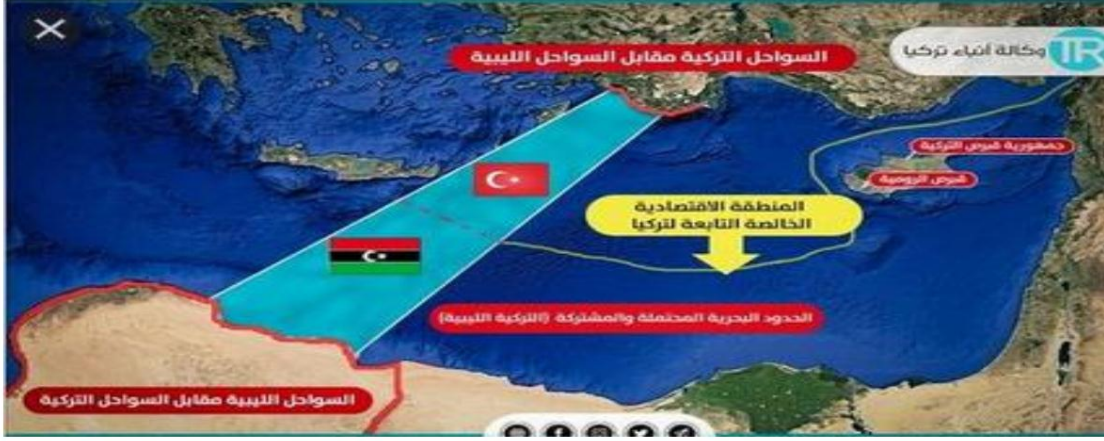 وكالة أنباء تركيا
TR
السواحل التركية مقابل السواحل الليبية
جمهورية قبرص التركية
قبرص الرومية
المنطقة الاقتصادية
الخالصة التابعة لتركيا
الحدود البحرية المحتملة والمشتركة (التركية الليبية)
السواحل الليبية مقابل السواحل التركية